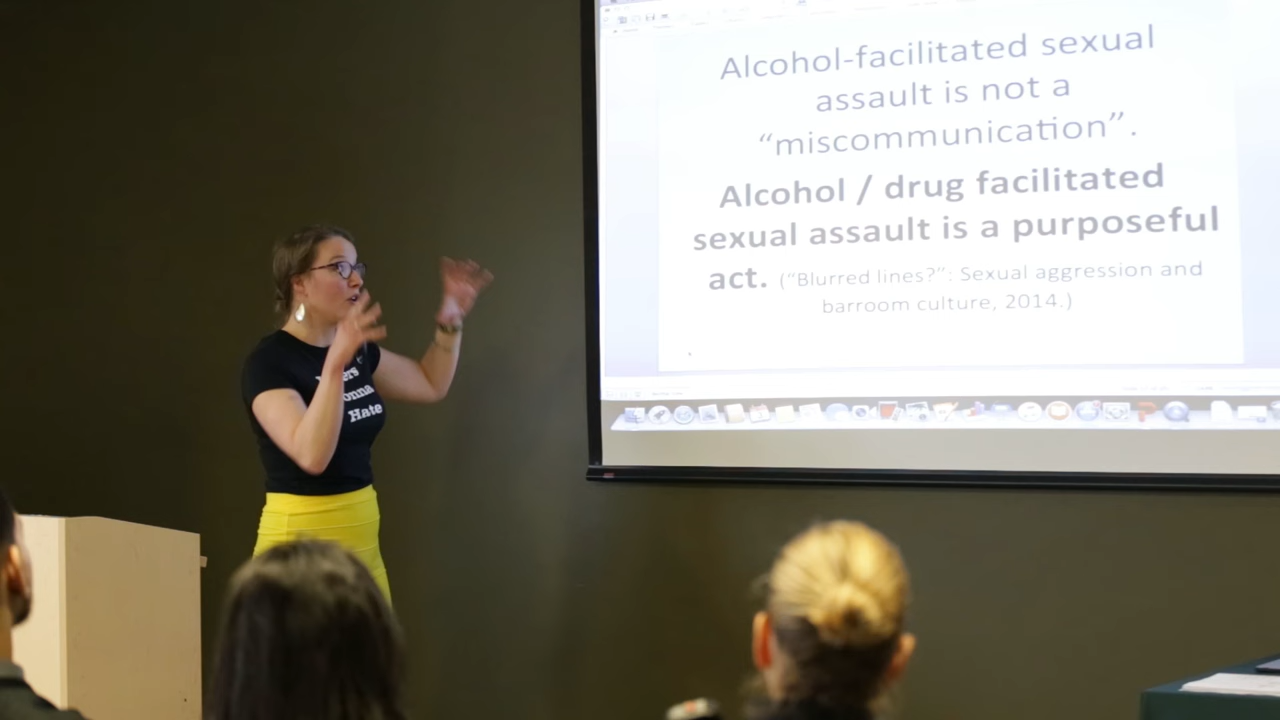 Alcohol-facilitated sexual
assault is not a
“miscommunication”.
Alcohol / drug facilitated
sexual assault is a purposeful
act. (“Blurred lines?”: Sexual aggression and
barroom culture, 2014.)
Hate